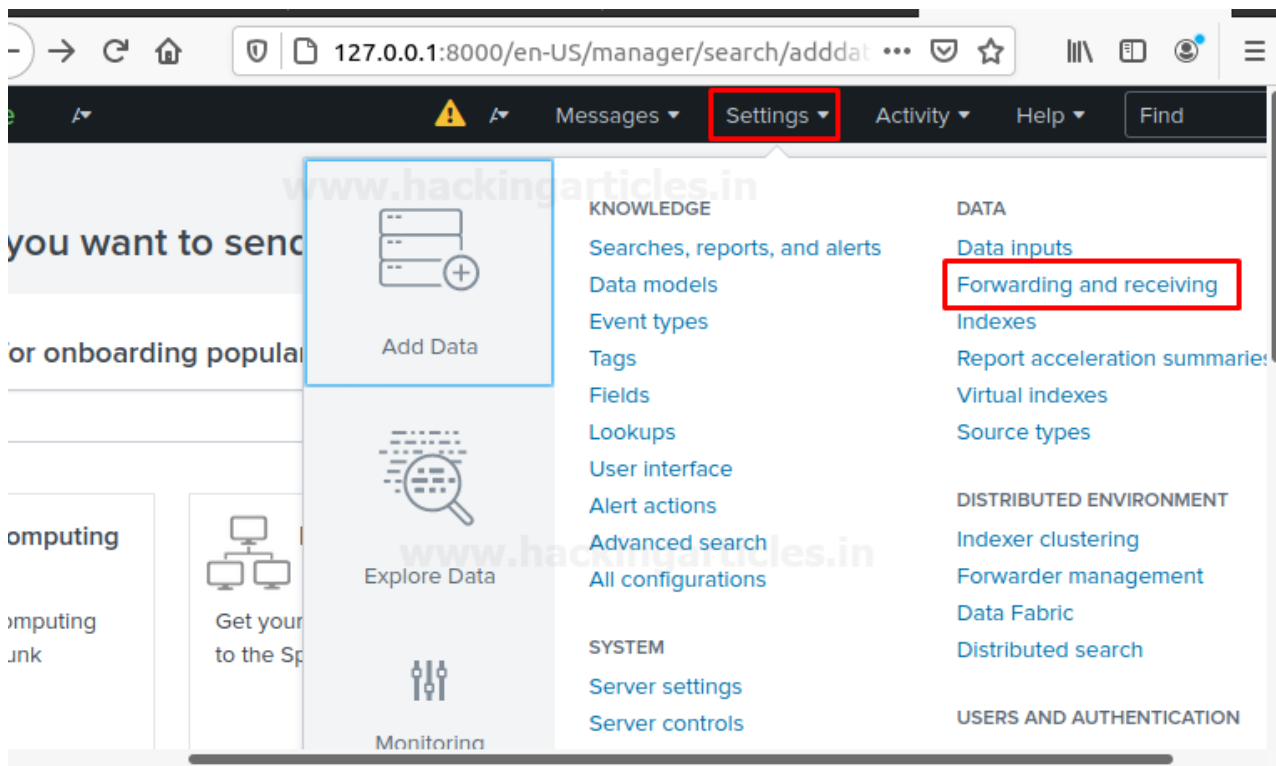 127.0.0.1:8000/en-US/manager/search/adddat
Messages
Settings
Activity
Help
Find
www.hackingarticles.in
you want to send
or onboarding popular
omputing
omputing
unk
Get your
to the Sp
Add Data
Explore Data
Monitoring
KNOWLEDGE
Searches, reports, and alerts
Data models
Event types
Tags
Fields
Lookups
User interface
Alert actions
Advanced search
All configurations
www.hackingarticles.in
SYSTEM
Server settings
Server controls
DATA
Data inputs
Forwarding and receiving
Indexes
Report acceleration summaries
Virtual indexes
Source types
DISTRIBUTED ENVIRONMENT
Indexer clustering
Forwarder management
Data Fabric
Distributed search
USERS AND AUTHENTICATION